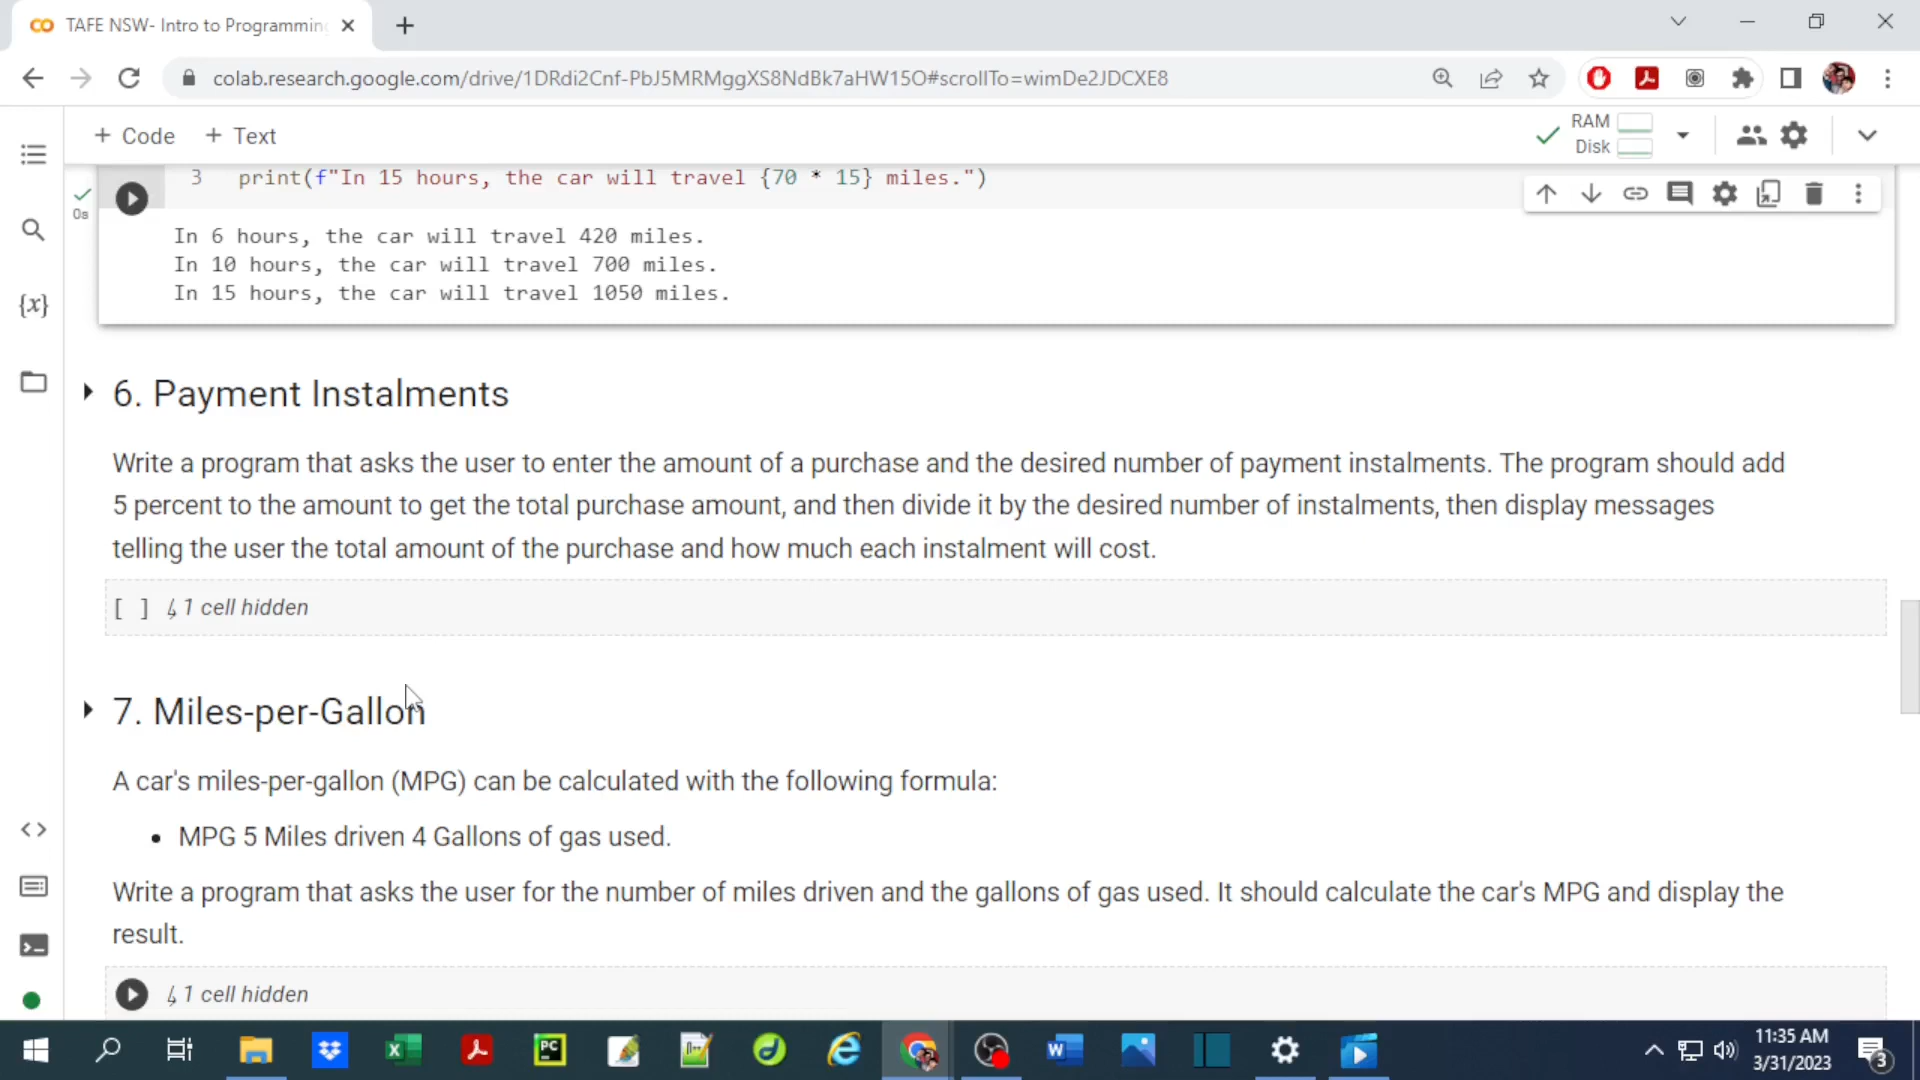 TAFE NSW- Intro to Programmin
colab.research.google.com/drive/1DRdi2Cnf-PbJ5MRMggXS8NdBk7aHW15O#scrollTo=wimDe2JDCXE8
+ Code + Text
RAM
Disk
3 print(f"In 15 hours, the car will travel {70 * 15} miles.")
0s
In 6 hours, the car will travel 420 miles.
In 10 hours, the car will travel 700 miles.
In 15 hours, the car will travel 1050 miles.
{x}
6. Payment Instalments
Write a program that asks the user to enter the amount of a purchase and the desired number of payment instalments. The program should add
5 percent to the amount to get the total purchase amount, and then divide it by the desired number of instalments, then display messages
telling the user the total amount of the purchase and how much each instalment will cost.
[ ] ↳ 1 cell hidden
7. Miles-per-Gallon
A car's miles-per-gallon (MPG) can be calculated with the following formula:
• MPG 5 Miles driven 4 Gallons of gas used.
Write a program that asks the user for the number of miles driven and the gallons of gas used. It should calculate the car's MPG and display the
result.
↳ 1 cell hidden
PC
11:35 AM
3/31/2023
3